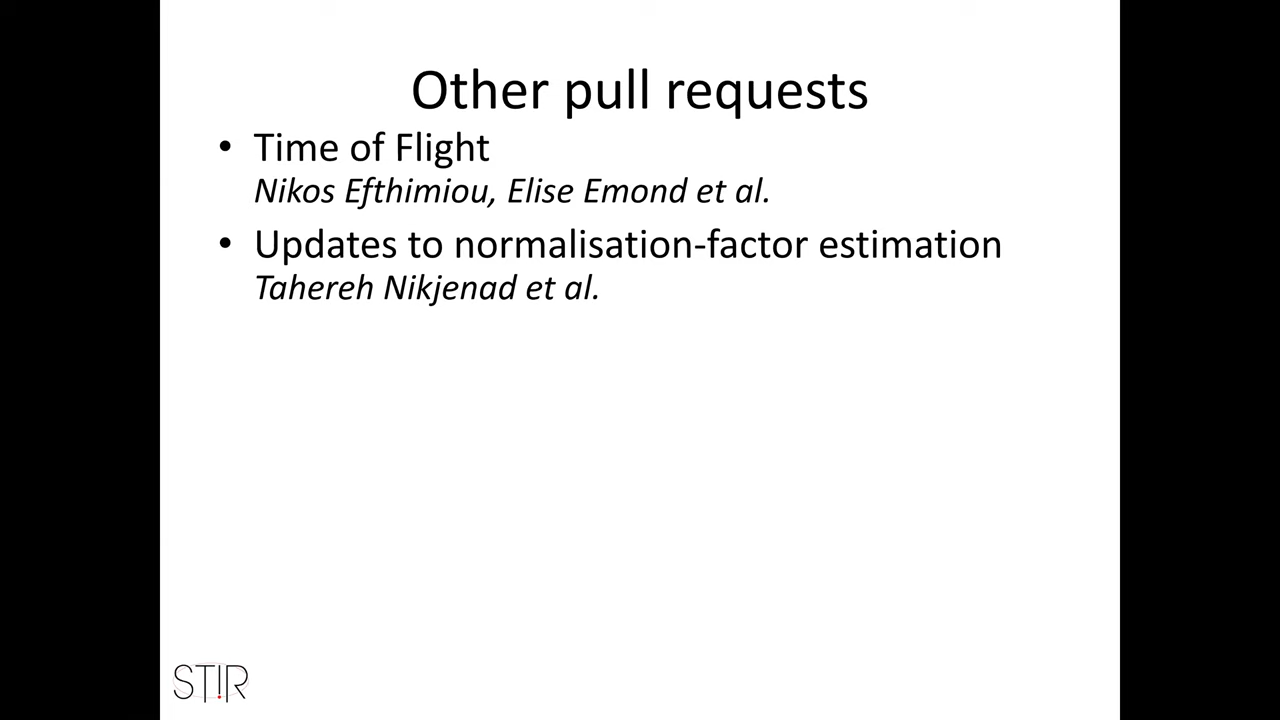 Other pull requests
• Time of Flight
Nikos Efthimiou, Elise Emond et al.
• Updates to normalisation-factor estimation
Tahereh Nikjenad et al.
STIR